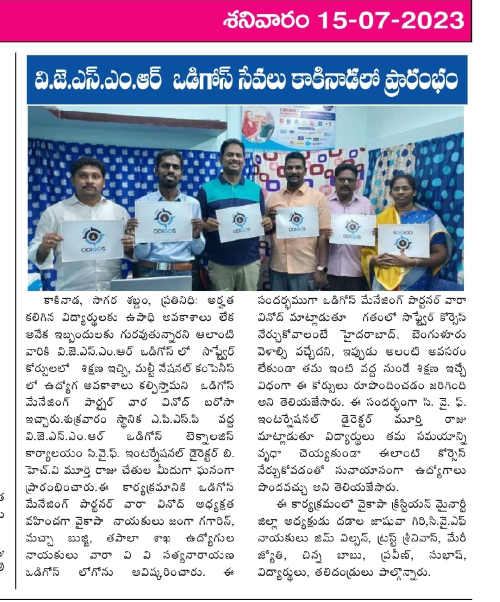 శనివారం 15-07-2023
వి.జె.ఎస్.ఎం.ఆర్ ఒడిగోస్ సేవలు కాకినాడలో ప్రారంభం
ODIGOS
ODIGOS
ODIGOS
ODIGOS
ODIGOS
కాకినాడ, సాగర శబ్దం, ప్రతినిధి: అర్హత
కలిగిన విద్యార్థులకు ఉపాధి అవకాశాలు లేక
అనేక ఇబ్బందులకు గురవుతున్నారని ఆలాంటి
వారికి వి.జె.ఎస్.ఎం.ఆర్ ఒడిగోస్ లో సాఫ్ట్వేర్
కోర్సులలో శిక్షణ ఇచ్చి, మల్టీ నేషనల్ కంపెనీస్
లో ఉద్యోగ అవకాశాలు కల్పిస్తామని ఒడిగోస్
మేనేజింగ్ పార్ట్నర్ వార వినోద్ బరోసా
ఇచ్చారు.శుక్రవారం స్థానిక ఎ.పి.ఎస్.పి వద్ద
వి.జె.ఎస్.ఎం.ఆర్ ఒడిగోస్ టెక్నాలజిస్
కార్యాలయం సి.వై.ఫ్. ఇంటర్నేషనల్ డైరెక్టర్ బి.
హెచ్.వి మూర్తి రాజు చేతుల మీదుగా ఘనంగా
ప్రారంభించారు.ఈ కార్యక్రమానికి ఒడిగోస్
మేనేజింగ్ పార్టనర్ వారా వినోద్ అధ్యక్షత
వహించగా వైకాపా నాయకులు జంగా గగారిన్,
మచ్చా బుజ్జి, తపాలా శాఖ ఉద్యోగుల
నాయకులు వారా ఏ వి సత్యనారాయణ
ఒడిగోస్ లోగోను ఆవిష్కరించారు. ఈ
సందర్భముగా ఒడిగోస్ మేనేజింగ్ పార్టనర్ వారా
వినోద్ మాట్లాడుతూ గతంలో సాఫ్ట్వేర్ కోర్సెస్
నేర్చుకోవాలంటే హైదరాబాద్, బెంగుళూరు
వెళాల్సి వచ్చేదని, ఇప్పుడు అలంటి అవసరం
లేకుండా తమ ఇంటి వద్ద నుండే శిక్షణ ఇచ్చే
విధంగా ఈ కోర్సులు రూపొందించడం జరిగింది
అని తెలియజేసారు. ఈ సందర్భంగా సి. వై. ఫ్.
ఇంటర్నేషనల్ డైరెక్టర్ మూర్తి రాజు
మాట్లాడుతూ విద్యార్థులు తమ సమయాన్ని
వృధా చెయ్యకుండా ఈలాంటి కోర్సెస్
నేర్చుకోవడంతో సునాయాసంగా ఉద్యోగాలు
పొందవచ్చు అని తెలియజేసారు.
ఈ కార్యక్రమంలో వైకాపా క్రీస్టియన్ మైనార్టీ
జిల్లా అధ్యక్షుడు దడాల జాషువా గిరి,సి.వై.ఎఫ్
నాయకులు జిమ్ విల్సన్, ట్రస్ట్ శ్రీనివాస్, మేరీ
జ్యోతి, చిన్న బాబు, ప్రవీణ్, సుభాష్,
విద్యార్థులు, తలిదండ్రులు పాల్గొన్నారు.